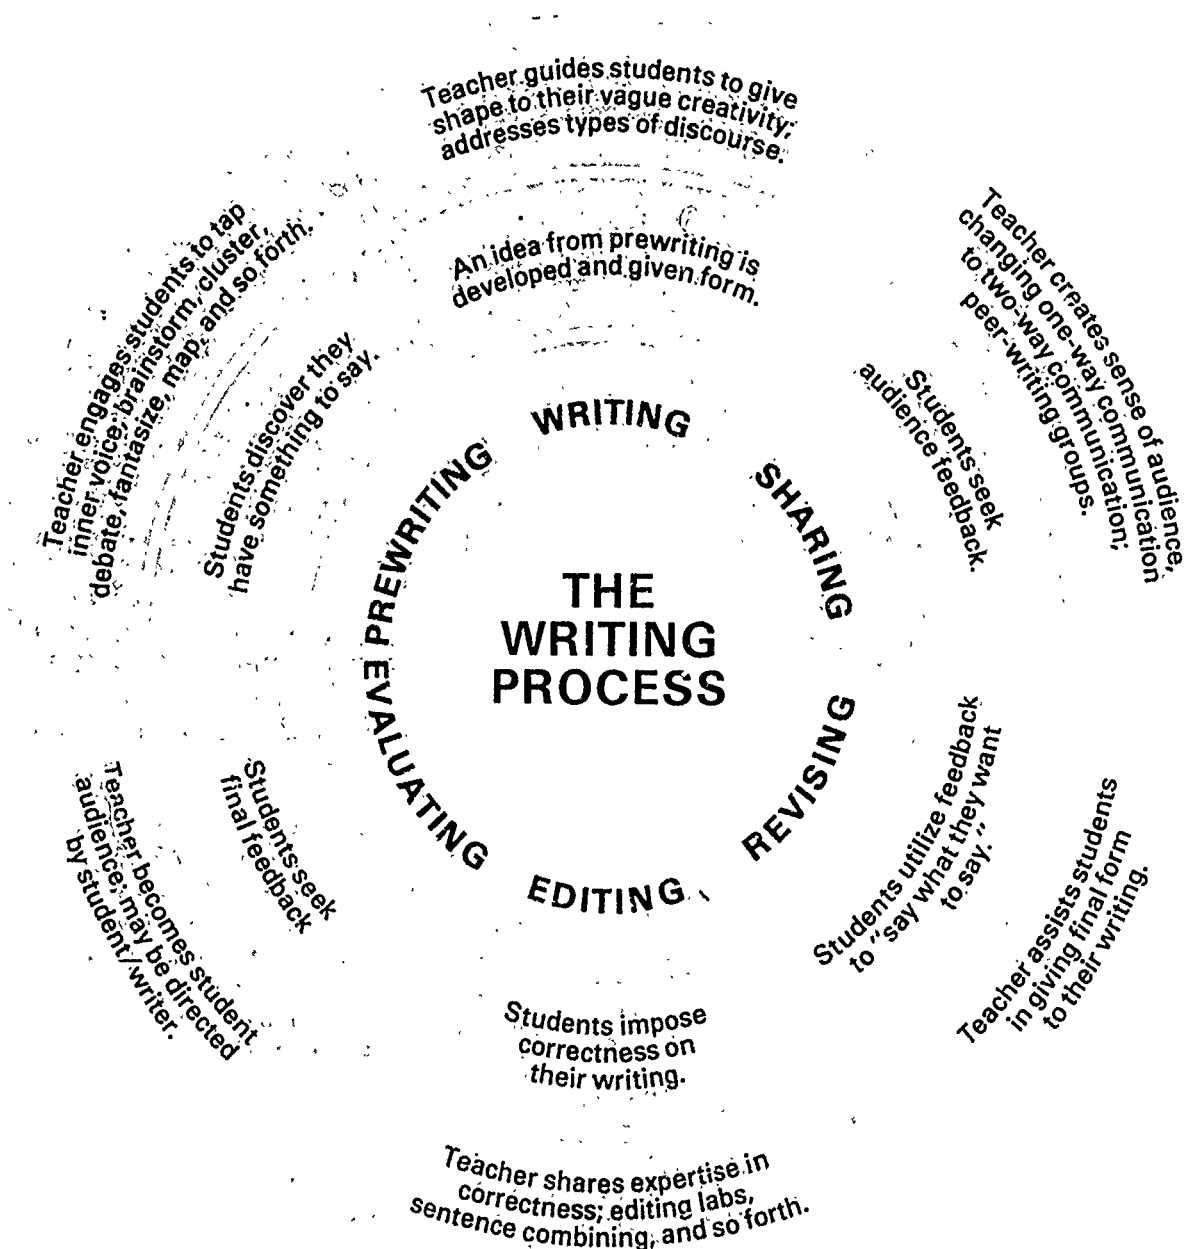 THE
WRITING
PROCESS
PREWRITING
Students discover they
have something to say.
Teacher engages students to tap
inner voice; brainstorm, cluster,
debate, fantasize, map, and so forth.
WRITING
An idea from prewriting is
developed and given form.
Teacher guides students to give
shape to their vague creativity;
addresses types of discourse.
SHARING
Students seek
audience feedback.
Teacher creates sense of audience,
changing one-way communication
to two-way communication;
peer-writing groups.
REVISING
Students utilize feedback
to "say what they want
to say."
Teacher assists students
in giving final form
to their writing.
EDITING
Students impose
correctness on
their writing.
Teacher shares expertise in
correctness; editing labs,
sentence combining, and so forth.
EVALUATING
Students seek
final feedback
Teacher becomes student
audience; may be directed
by student/writer.